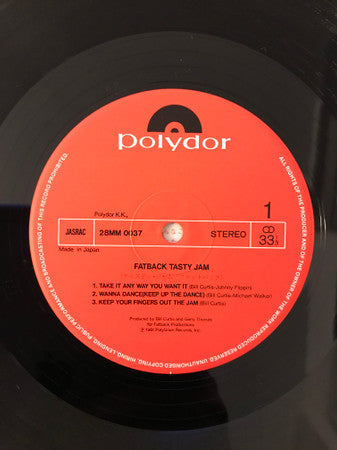 polydor
Polydor K.K.,
JASRAC 28MM 0037 STEREO
1
33⅓
Made in Japan
FATBACK TASTY JAM
1. TAKE IT ANY WAY YOU WANT IT (Bill Curtis-Johnny Flippin)
2. WANNA DANCE(KEEP UP THE DANCE) (Bill Curtis-Michael Walker)
3. KEEP YOUR FINGERS OUT THE JAM (Bill Curtis)
Produced by Bill Curtis and Gerry Thomas
for Fatback Productions
PolyGram Records, Inc.
ALL RIGHTS OF THE PRODUCER AND OF THE OWNER OF THE WORK REPRODUCED RESERVED. UNAUTHORISED COPYING, HIRING, LENDING, PUBLIC PERFORMANCE AND BROADCASTING OF THIS RECORD PROHIBITED.